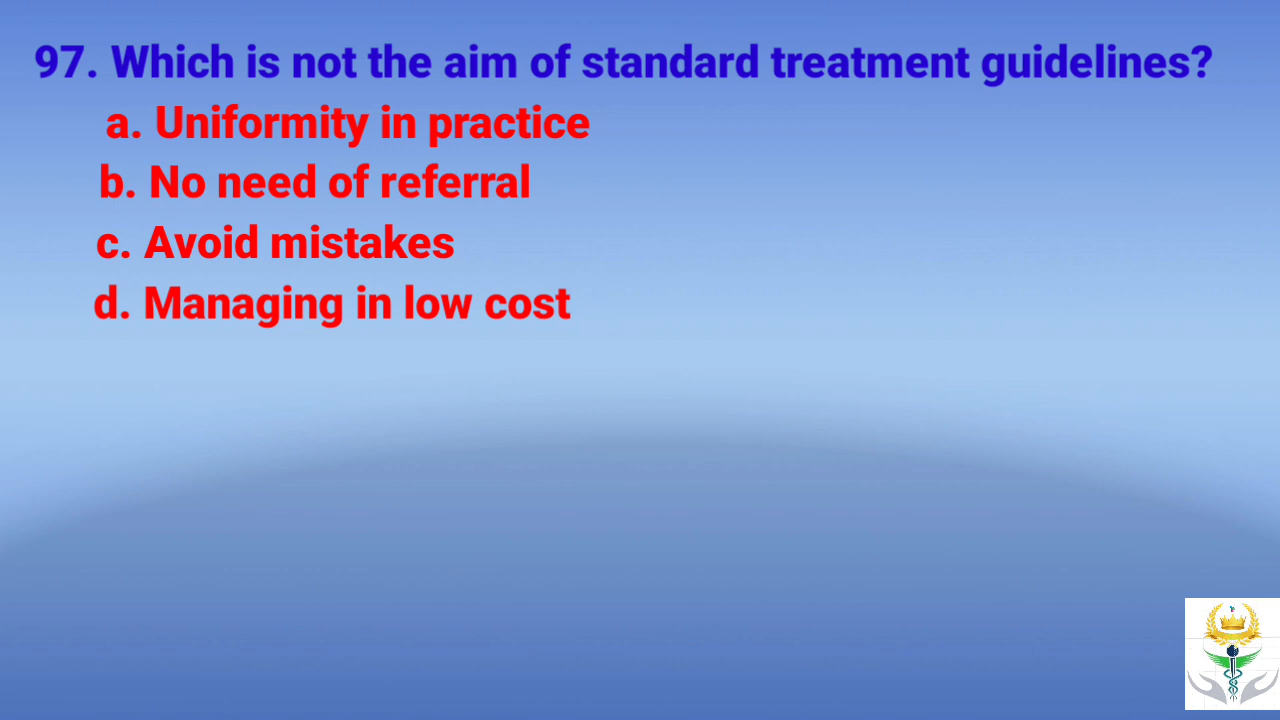 97. Which is not the aim of standard treatment guidelines?
a. Uniformity in practice
b. No need of referral
c. Avoid mistakes
d. Managing in low cost